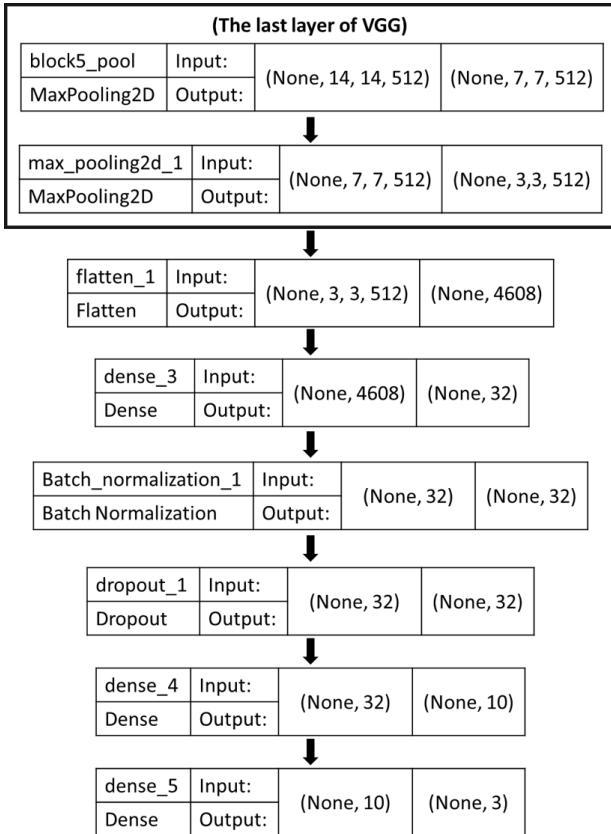 (The last layer of VGG)
block5_pool Input: (None, 14, 14, 512) (None, 7, 7, 512)
MaxPooling2D Output:
max_pooling2d_1 Input: (None, 7, 7, 512) (None, 3,3, 512)
MaxPooling2D Output:
flatten_1 Input: (None, 3, 3, 512) (None, 4608)
Flatten Output:
dense_3 Input: (None, 4608) (None, 32)
Dense Output:
Batch_normalization_1 Input: (None, 32) (None, 32)
Batch Normalization Output:
dropout_1 Input: (None, 32) (None, 32)
Dropout Output:
dense_4 Input: (None, 32) (None, 10)
Dense Output:
dense_5 Input: (None, 10) (None, 3)
Dense Output: